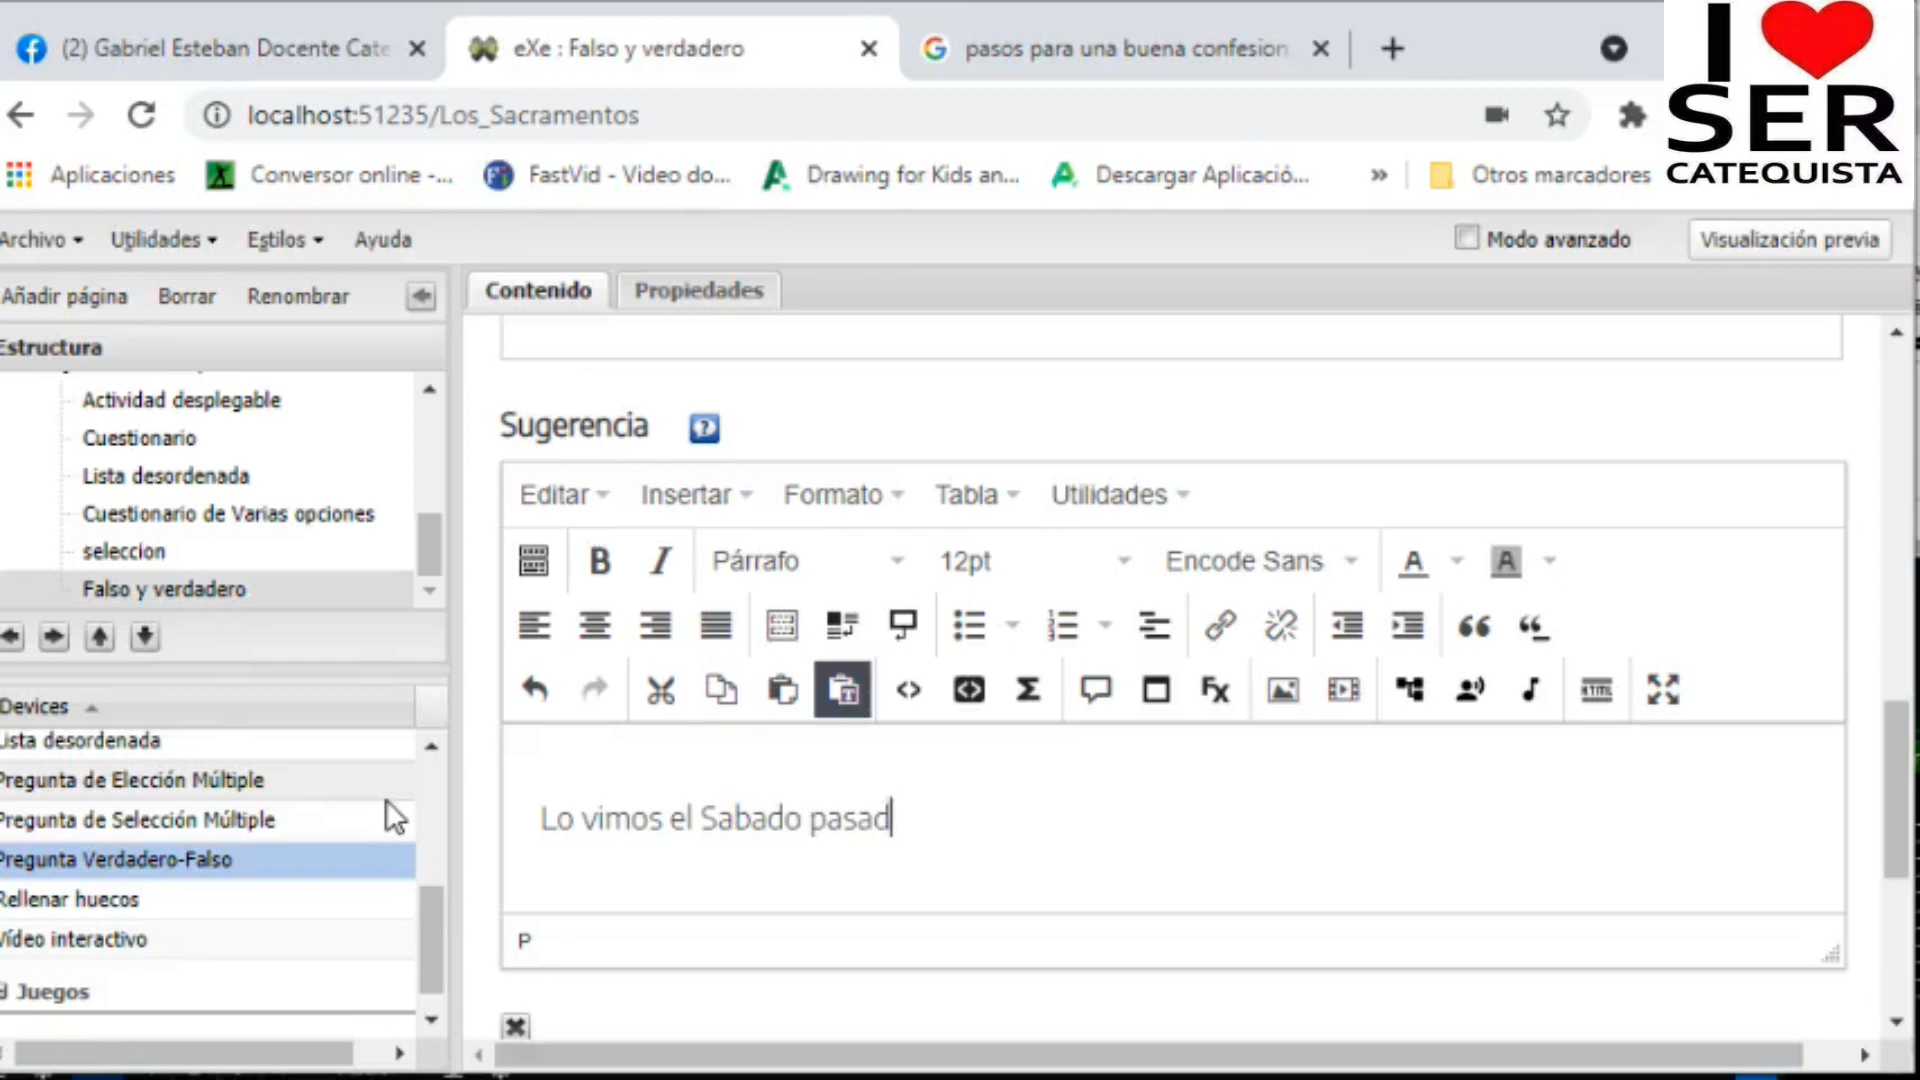 (2) Gabriel Esteban Docente Cate
eXe : Falso y verdadero
pasos para una buena confesion
I
SER
CATEQUISTA
localhost:51235/Los_Sacramentos
Aplicaciones
Conversor online -...
FastVid - Video do...
Drawing for Kids an...
Descargar Aplicació...
»
Otros marcadores
Archivo
Utilidades
Estilos
Ayuda
Modo avanzado
Visualización previa
Añadir página
Borrar
Renombrar
Contenido
Propiedades
Estructura
Actividad desplegable
Cuestionario
Lista desordenada
Cuestionario de Varias opciones
seleccion
Falso y verdadero
Sugerencia
Editar
Insertar
Formato
Tabla
Utilidades
B
I
Párrafo
12pt
Encode Sans
A
A
HTML
Devices
Lista desordenada
Pregunta de Elección Múltiple
Pregunta de Selección Múltiple
Pregunta Verdadero-Falso
Rellenar huecos
Vídeo interactivo
Juegos
Lo vimos el Sabado pasad
P